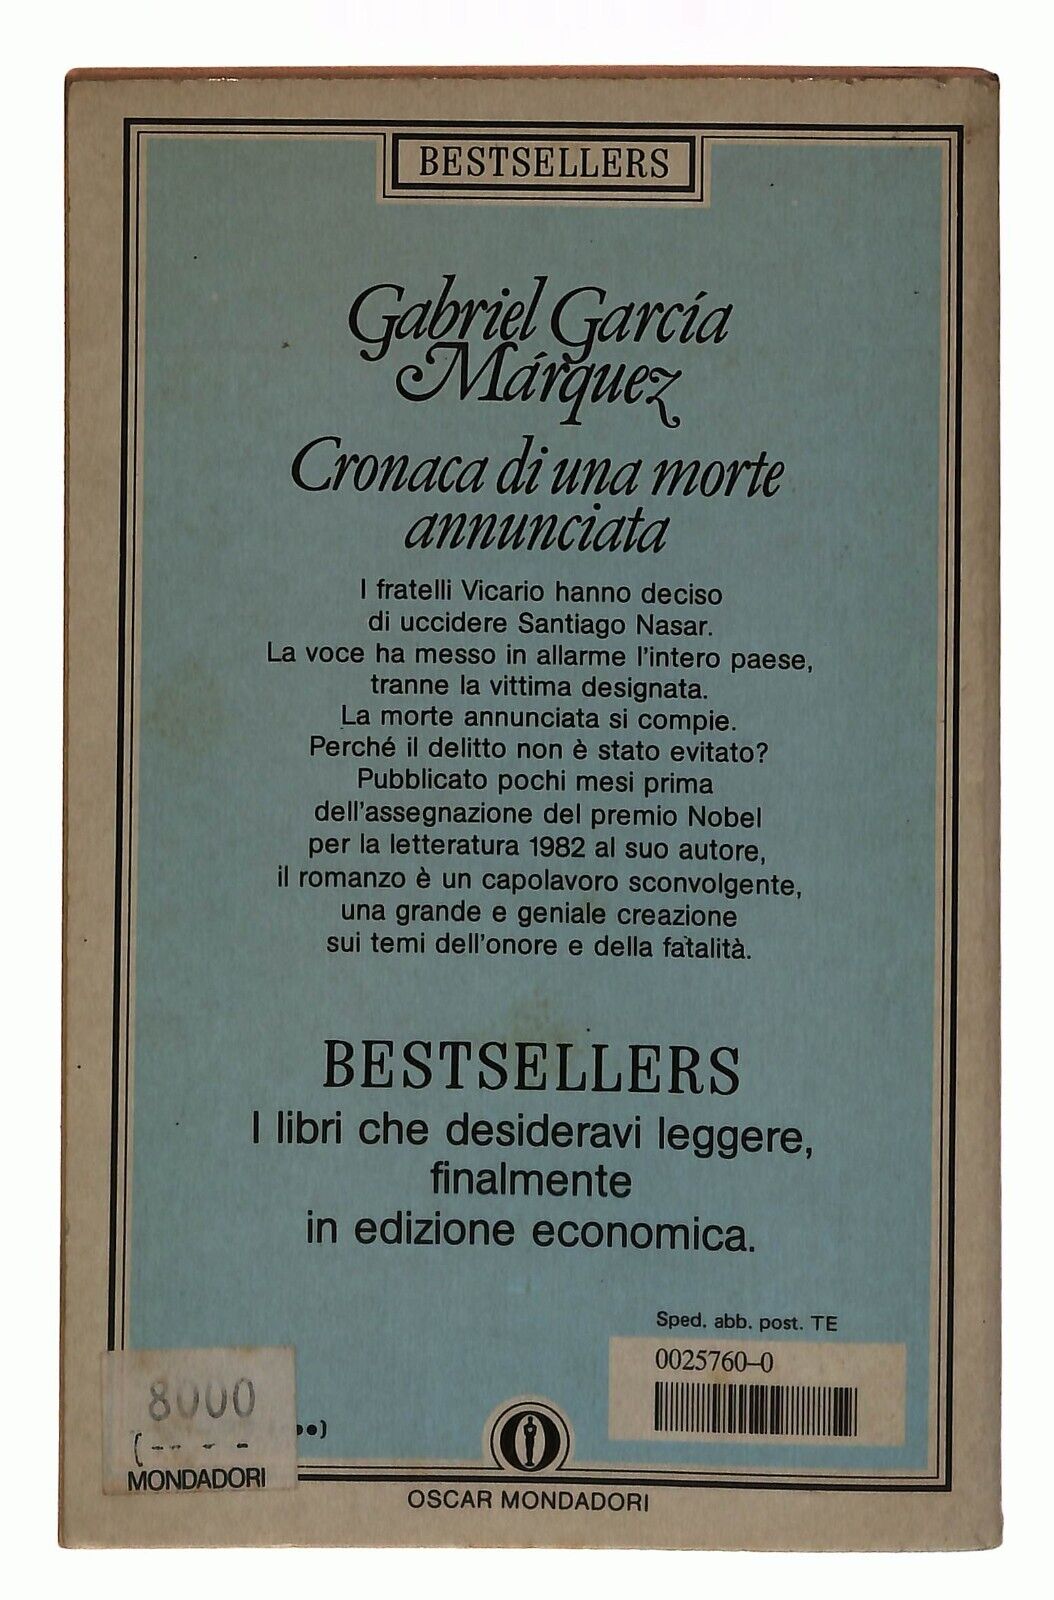 BESTSELLERS
Gabriel García
Márquez
Cronaca di una morte
annunciata
I fratelli Vicario hanno deciso
di uccidere Santiago Nasar.
La voce ha messo in allarme l'intero paese,
tranne la vittima designata.
La morte annunciata si compie.
Perché il delitto non è stato evitato?
Pubblicato pochi mesi prima
dell'assegnazione del premio Nobel
per la letteratura 1982 al suo autore,
il romanzo è un capolavoro sconvolgente,
una grande e geniale creazione
sui temi dell'onore e della fatalità.
BESTSELLERS
I libri che desideravi leggere,
finalmente
in edizione economica.
Sped. abb. post. TE
0025760-0
8000
MONDADORI
OSCAR MONDADORI